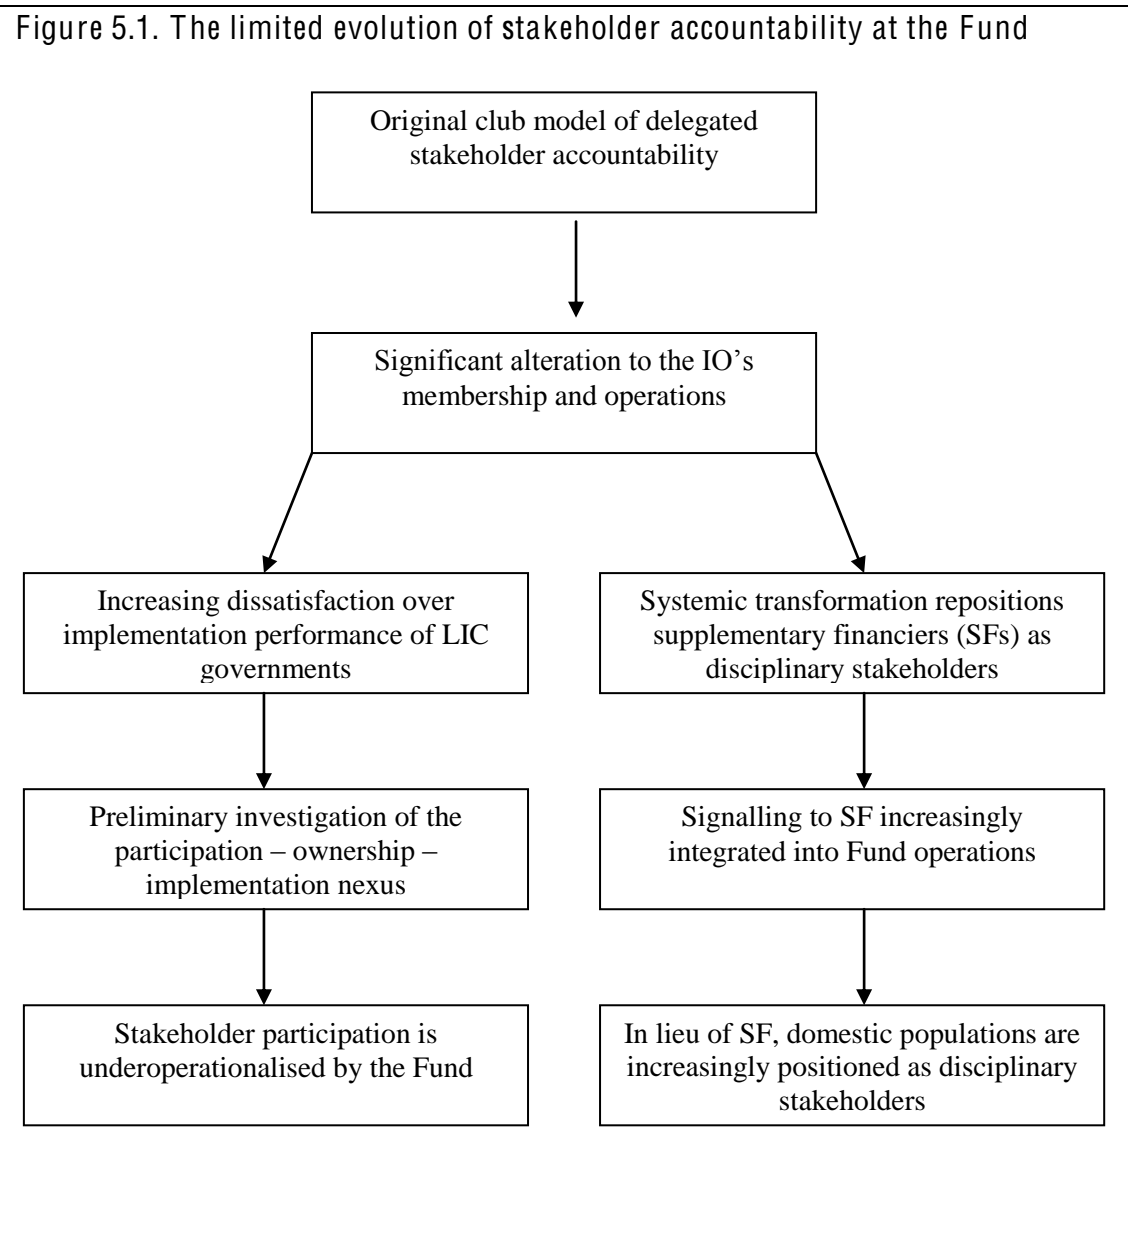 Figure 5.1. The limited evolution of stakeholder accountability at the Fund
Original club model of delegated
stakeholder accountability
Significant alteration to the IO’s
membership and operations
Increasing dissatisfaction over
implementation performance of LIC
governments
Systemic transformation repositions
supplementary financiers (SFs) as
disciplinary stakeholders
Preliminary investigation of the
participation – ownership –
implementation nexus
Signalling to SF increasingly
integrated into Fund operations
Stakeholder participation is
underoperationalised by the Fund
In lieu of SF, domestic populations are
increasingly positioned as disciplinary
stakeholders